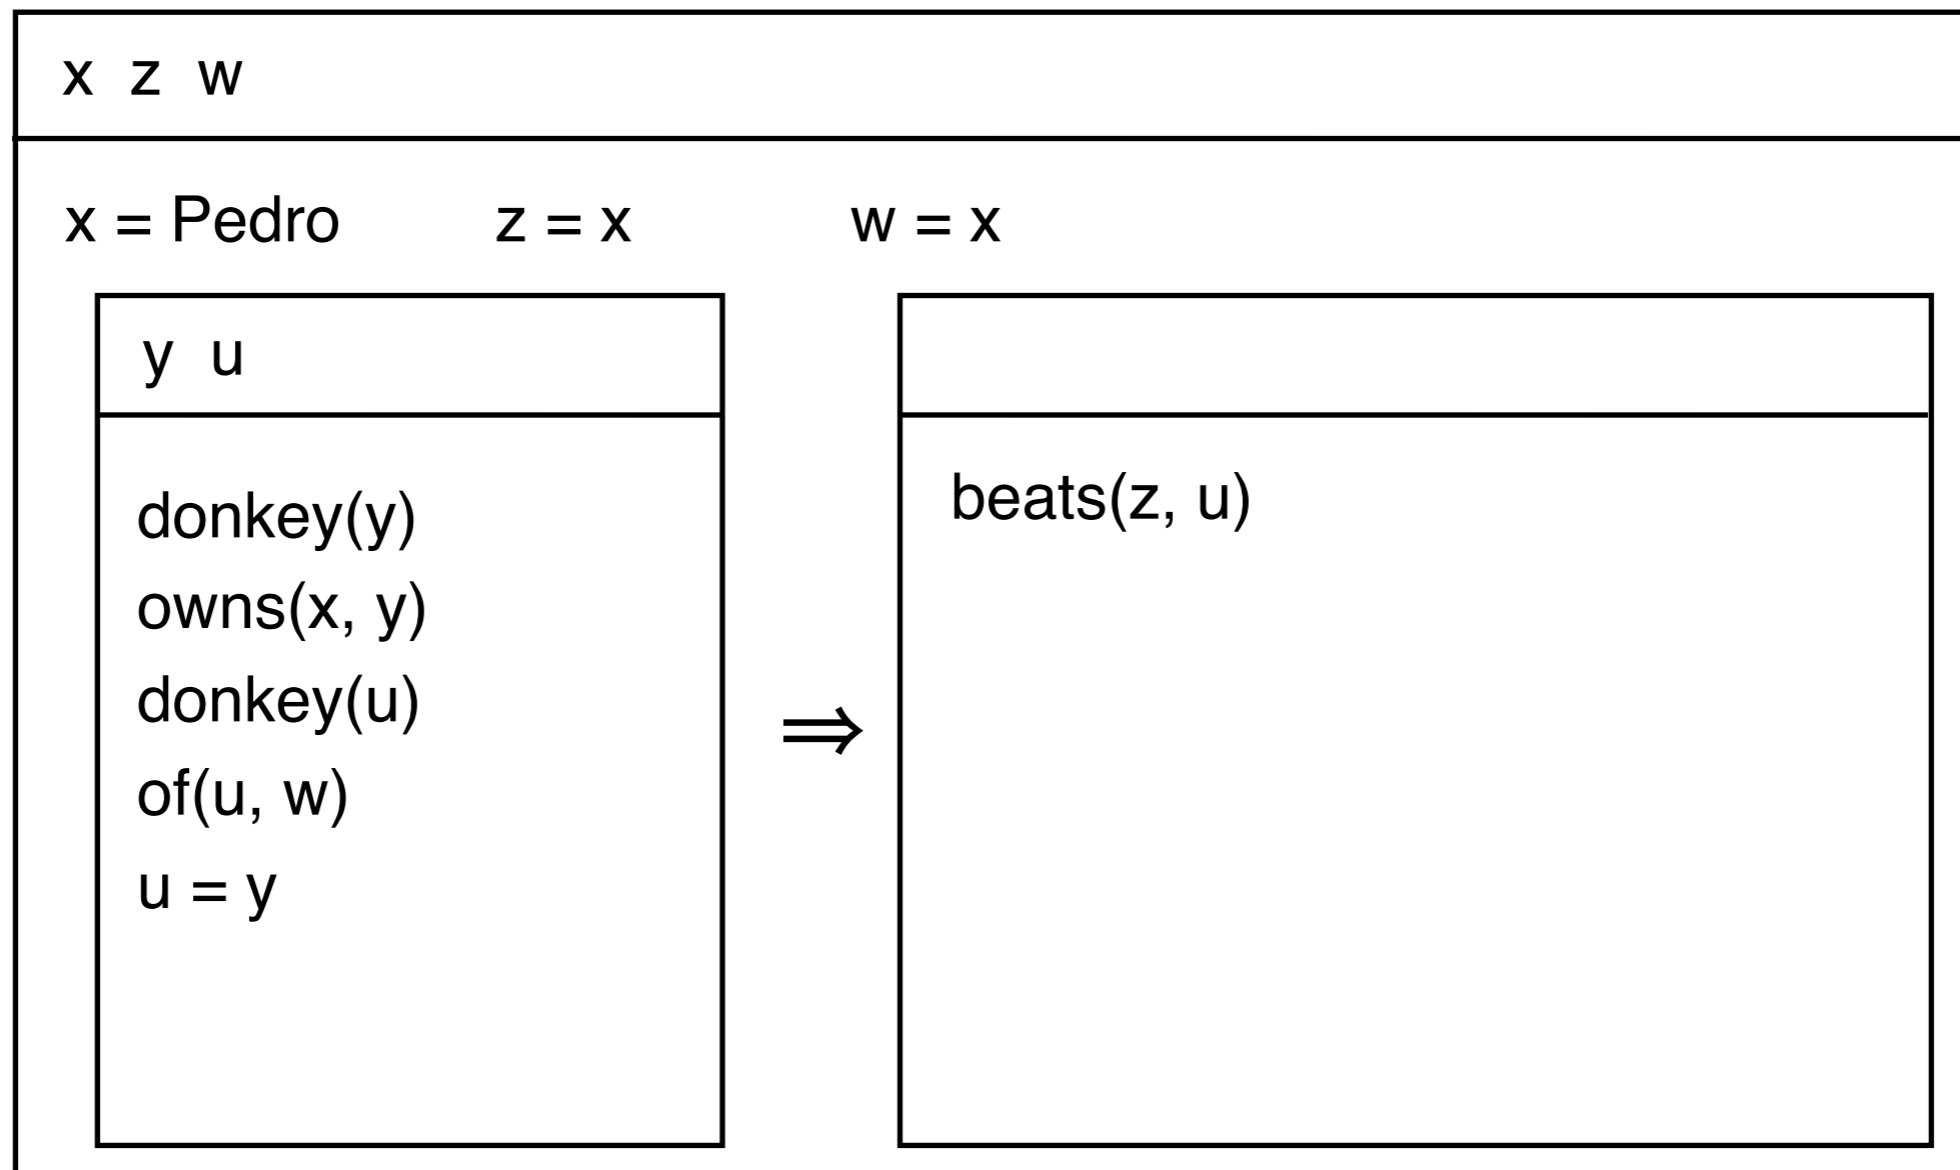 x z w
x = Pedro z = x w = x
y u
donkey(y)
owns(x, y)
donkey(u)
of(u, w)
u = y
⇒
beats(z, u)